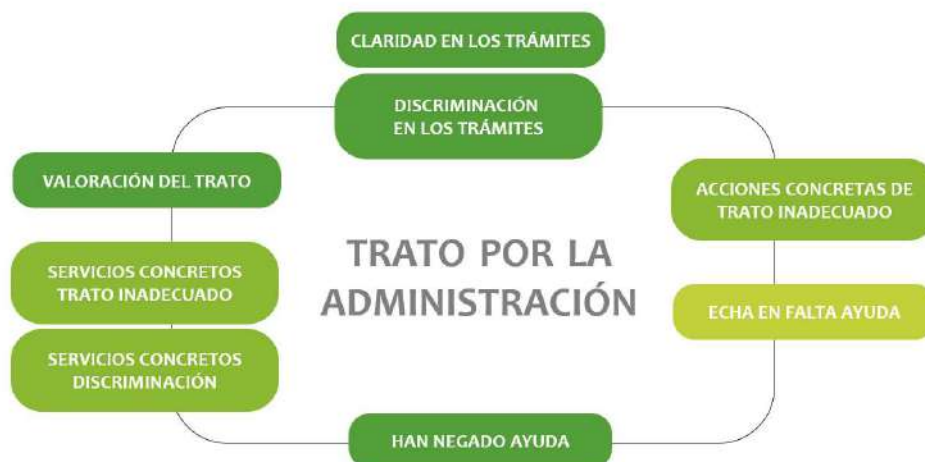 CLARIDAD EN LOS TRÁMITES
DISCRIMINACIÓN
EN LOS TRÁMITES
VALORACIÓN DEL TRATO
ACCIONES CONCRETAS DE
TRATO INADECUADO
TRATO POR LA
ADMINISTRACIÓN
SERVICIOS CONCRETOS
TRATO INADECUADO
ECHA EN FALTA AYUDA
SERVICIOS CONCRETOS
DISCRIMINACIÓN
HAN NEGADO AYUDA